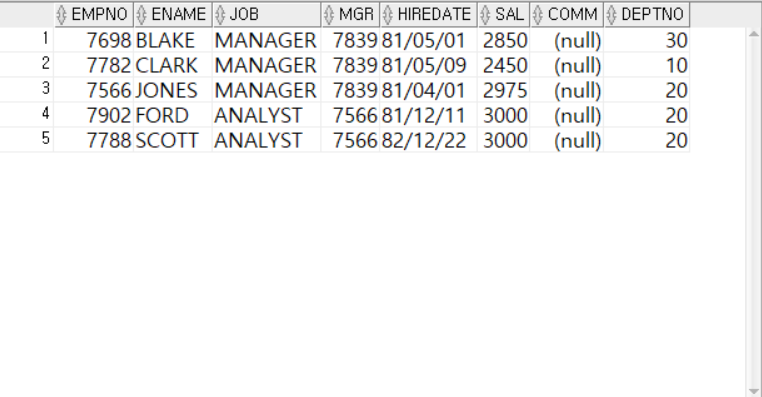 EMPNO ENAME JOB MGR HIREDATE SAL COMM DEPTNO
1 7698 BLAKE MANAGER 7839 81/05/01 2850 (null) 30
2 7782 CLARK MANAGER 7839 81/05/09 2450 (null) 10
3 7566 JONES MANAGER 7839 81/04/01 2975 (null) 20
4 7902 FORD ANALYST 7566 81/12/11 3000 (null) 20
5 7788 SCOTT ANALYST 7566 82/12/22 3000 (null) 20